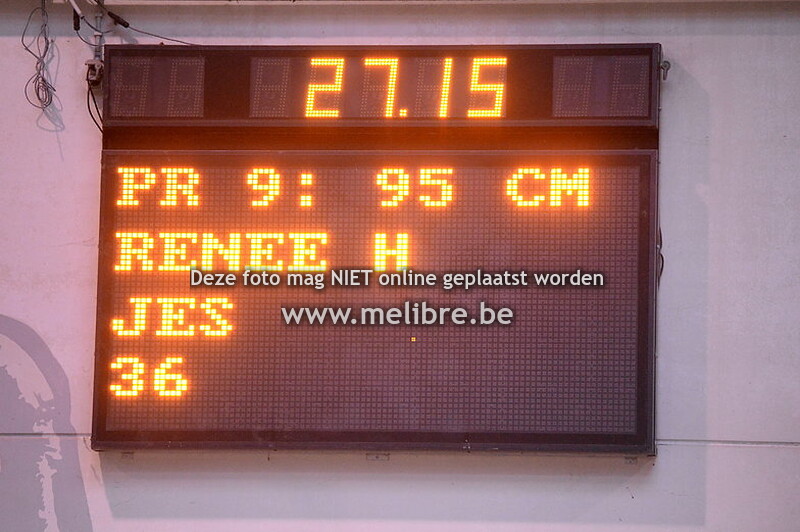 27.15
PR 9: 95 CM
RENEE H
Deze foto mag NIET online geplaatst worden
JES
www.melibre.be
36